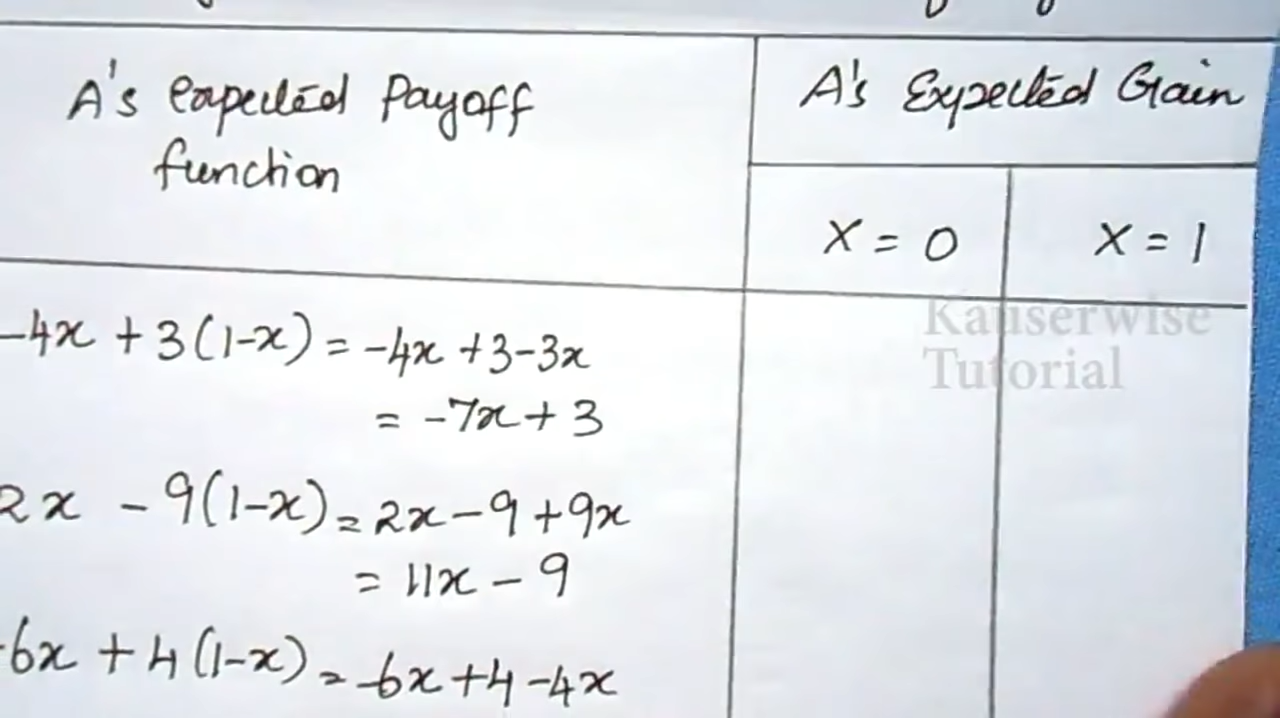 A's expected Payoff
function
A's Expected Gain
X = 0
X = 1
-4x + 3(1-x) = -4x +3-3x
= -7x + 3
2x - 9(1-x) = 2x-9+9x
= 11x - 9
-6x + 4(1-x) = -6x+4-4x
Kauserwise
Tutorial